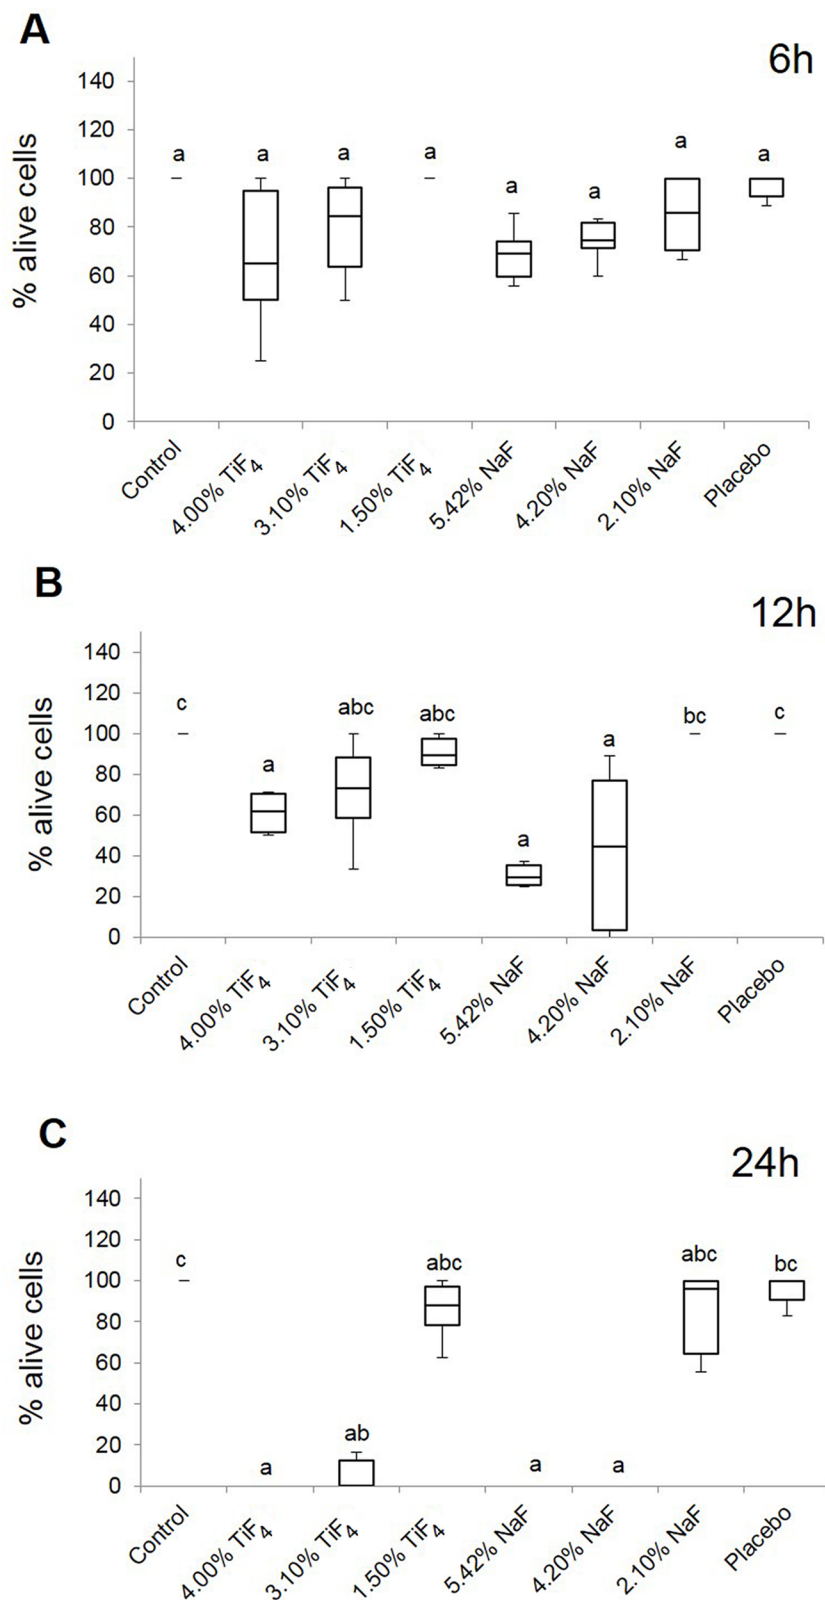 A
6h
% alive cells
140
120
100
80
60
40
20
0
a a a a a a a a
Control 4.00% TiF4 3.10% TiF4 1.50% TiF4 5.42% NaF 4.20% NaF 2.10% NaF Placebo
B
12h
% alive cells
140
120
100
80
60
40
20
0
c a abc abc a a bc c
Control 4.00% TiF4 3.10% TiF4 1.50% TiF4 5.42% NaF 4.20% NaF 2.10% NaF Placebo
C
24h
% alive cells
140
120
100
80
60
40
20
0
c a ab abc a a abc bc
Control 4.00% TiF4 3.10% TiF4 1.50% TiF4 5.42% NaF 4.20% NaF 2.10% NaF Placebo